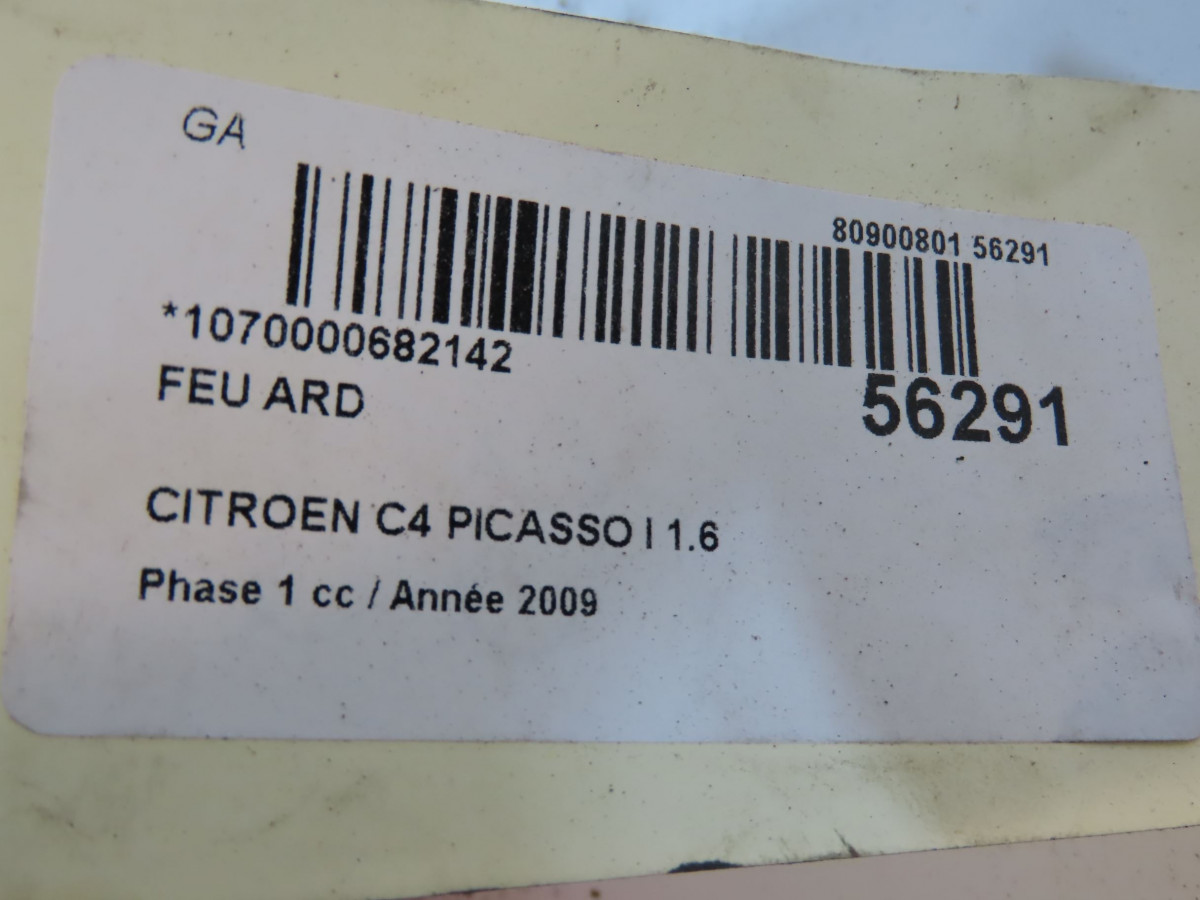 GA
80900801 56291
*1070000682142
56291
FEU ARD
CITROEN C4 PICASSO I 1.6
Phase 1 cc / Année 2009